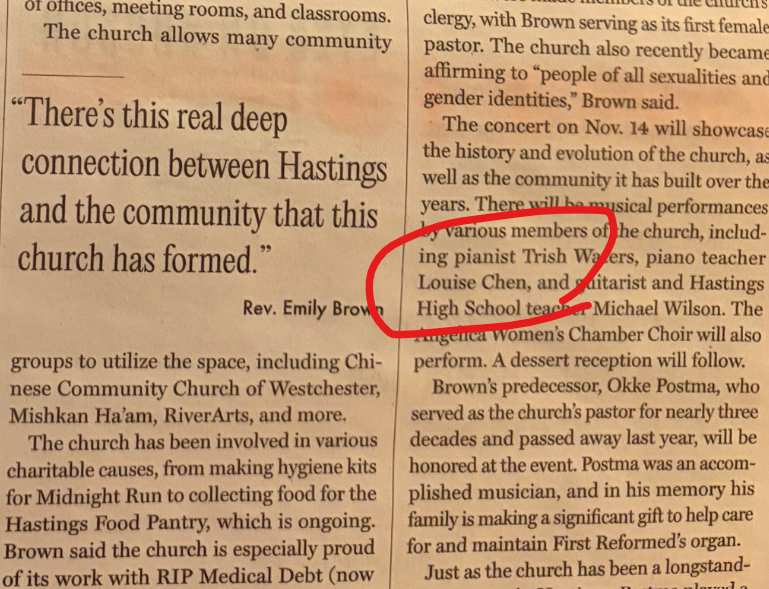 of offices, meeting rooms, and classrooms.
The church allows many community
“There’s this real deep
connection between Hastings
and the community that this
church has formed.”
Rev. Emily Brown
groups to utilize the space, including Chi-
nese Community Church of Westchester,
Mishkan Ha’am, RiverArts, and more.
The church has been involved in various
charitable causes, from making hygiene kits
for Midnight Run to collecting food for the
Hastings Food Pantry, which is ongoing.
Brown said the church is especially proud
of its work with RIP Medical Debt (now
members of the church’s
clergy, with Brown serving as its first female
pastor. The church also recently became
affirming to “people of all sexualities and
gender identities,” Brown said.
The concert on Nov. 14 will showcase
the history and evolution of the church, as
well as the community it has built over the
years. There will be musical performances
by various members of the church, includ-
ing pianist Trish Waters, piano teacher
Louise Chen, and guitarist and Hastings
High School teacher Michael Wilson. The
Angelica Women’s Chamber Choir will also
perform. A dessert reception will follow.
Brown’s predecessor, Okke Postma, who
served as the church’s pastor for nearly three
decades and passed away last year, will be
honored at the event. Postma was an accom-
plished musician, and in his memory his
family is making a significant gift to help care
for and maintain First Reformed’s organ.
Just as the church has been a longstand-